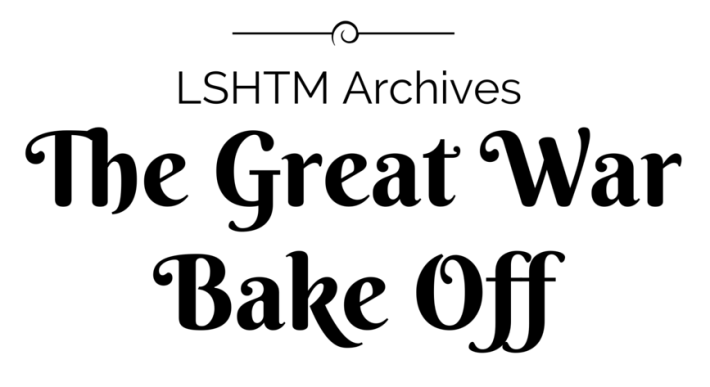 LSHTM Archives
The Great War
Bake Off